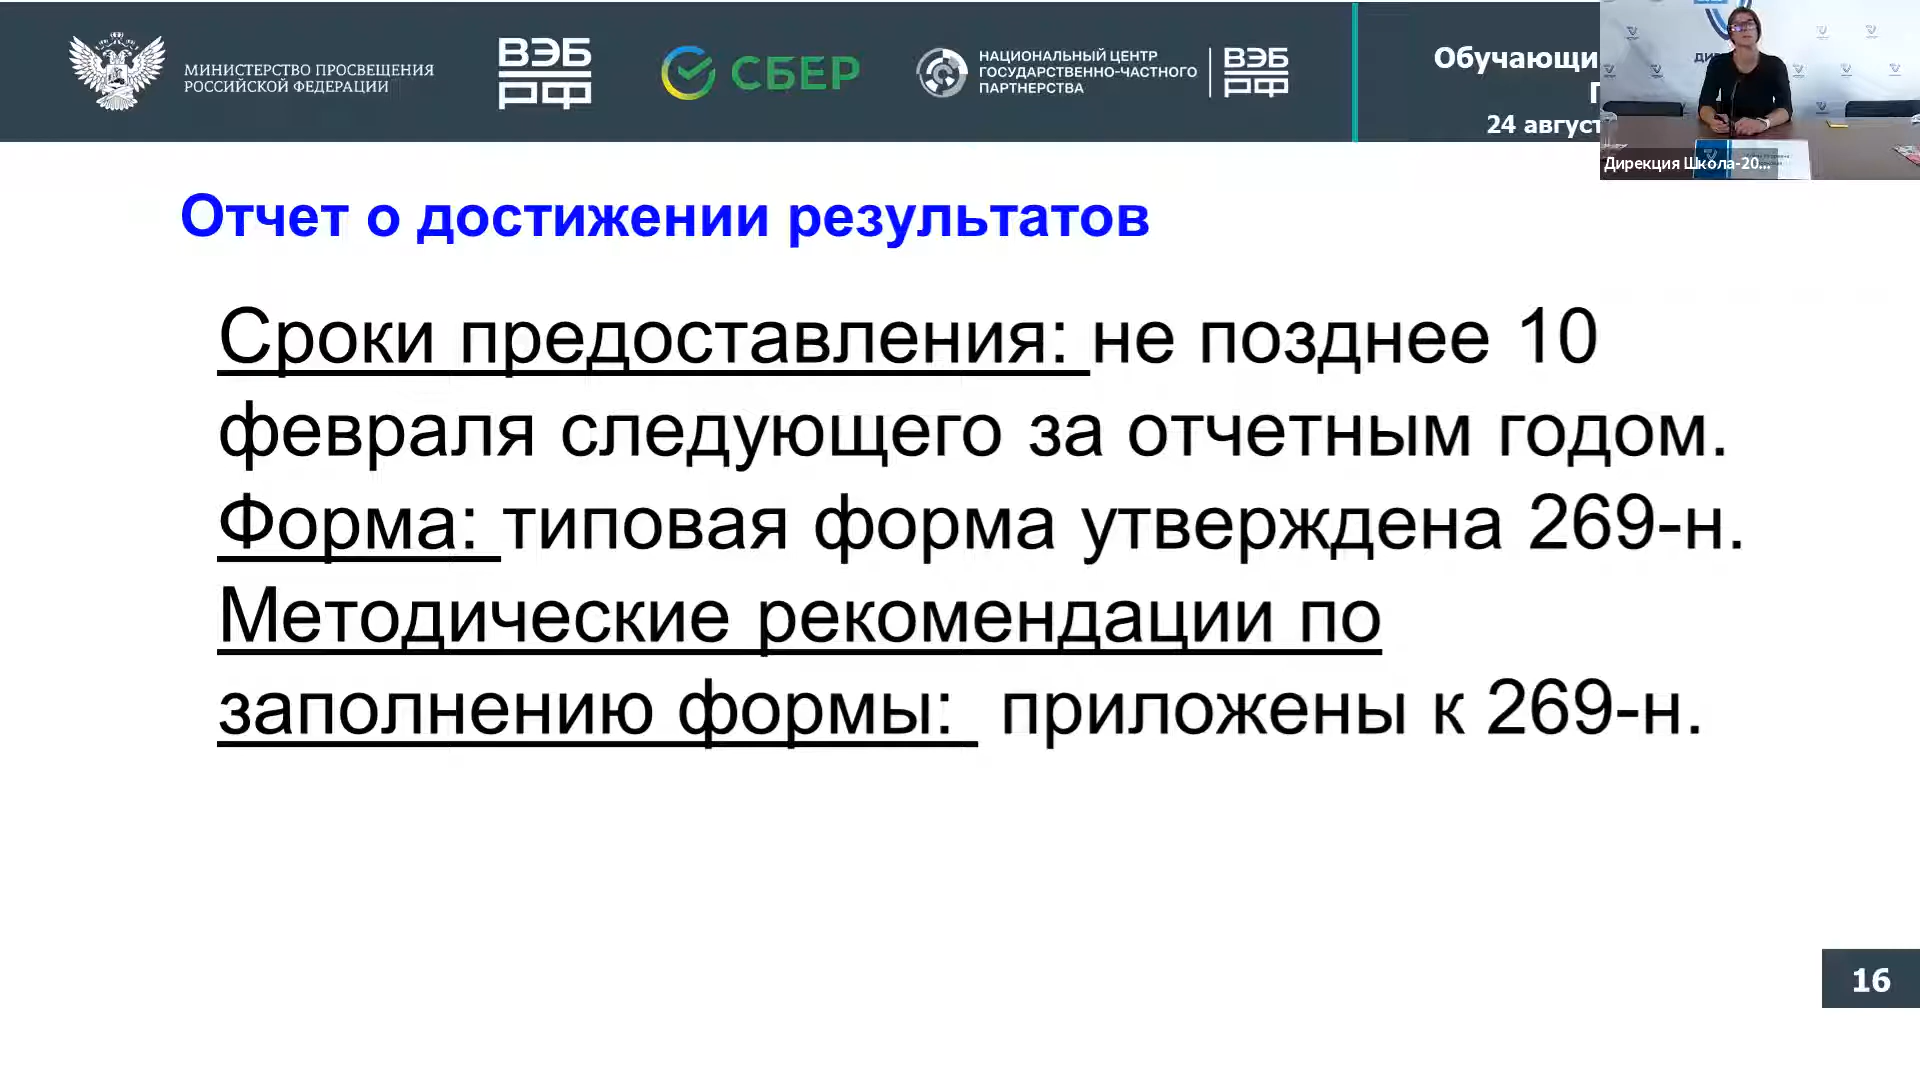 МИНИСТЕРСТВО ПРОСВЕЩЕНИЯ
РОССИЙСКОЙ ФЕДЕРАЦИИ
ВЭБ
РФ
СБЕР
НАЦИОНАЛЬНЫЙ ЦЕНТР
ГОСУДАРСТВЕННО-ЧАСТНОГО
ПАРТНЕРСТВА
ВЭБ
РФ
Обучающи
24 август
Дирекция Школа-20...
Отчет о достижении результатов
Сроки предоставления: не позднее 10
февраля следующего за отчетным годом.
Форма: типовая форма утверждена 269-н.
Методические рекомендации по
заполнению формы: приложены к 269-н.
16